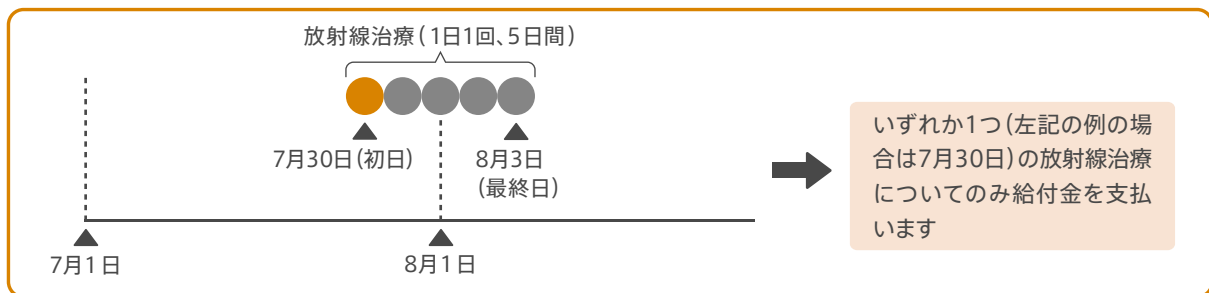 放射線治療(1日1回、5日間)
7月30日(初日)
8月3日
(最終日)
7月1日
8月1日
いずれか1つ(左記の例の場
合は7月30日)の放射線治療
についてのみ給付金を支払
います